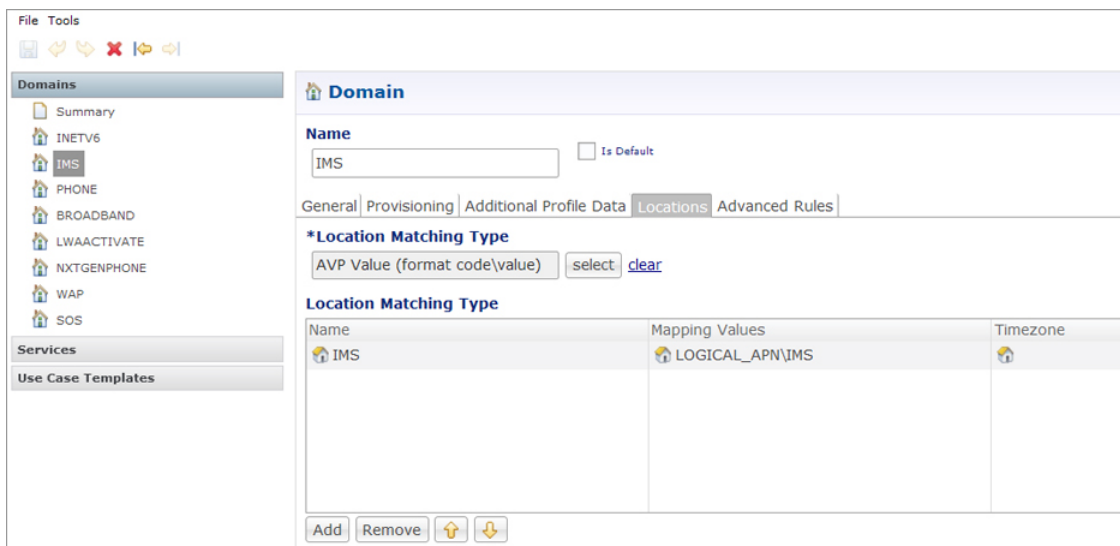 File Tools
Domains
Summary
INETV6
IMS
PHONE
BROADBAND
LWAACTIVATE
NXTGENPHONE
WAP
SOS
Services
Use Case Templates
Domain
Name
IMS
Is Default
General Provisioning Additional Profile Data Locations Advanced Rules
*Location Matching Type
AVP Value (format code\value) select clear
Location Matching Type
Name Mapping Values Timezone
IMS LOGICAL_APN\IMS
Add Remove